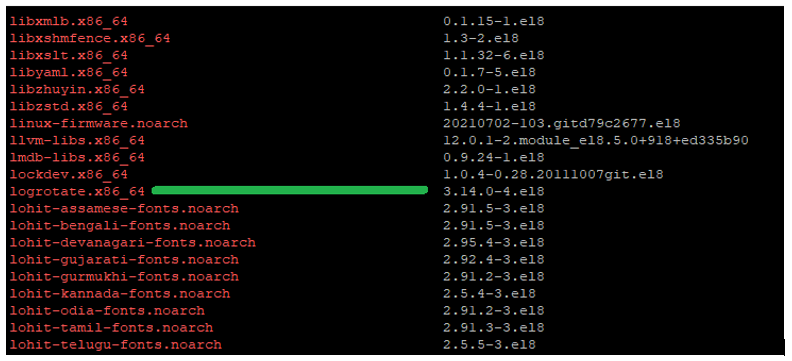 libxmlb.x86_64 0.1.15-1.el8
libxshmfence.x86_64 1.3-2.el8
libxslt.x86_64 1.1.32-6.el8
libyaml.x86_64 0.1.7-5.el8
libzhuyin.x86_64 2.2.0-1.el8
libzstd.x86_64 1.4.4-1.el8
linux-firmware.noarch 20210702-103.gitd79c2677.el8
llvm-libs.x86_64 12.0.1-2.module_el8.5.0+918+ed335b90
lmdb-libs.x86_64 0.9.24-1.el8
lockdev.x86_64 1.0.4-0.28.20111007git.el8
logrotate.x86_64 3.14.0-4.el8
lohit-assamese-fonts.noarch 2.91.5-3.el8
lohit-bengali-fonts.noarch 2.91.5-3.el8
lohit-devanagari-fonts.noarch 2.95.4-3.el8
lohit-gujarati-fonts.noarch 2.92.4-3.el8
lohit-gurmukhi-fonts.noarch 2.91.2-3.el8
lohit-kannada-fonts.noarch 2.5.4-3.el8
lohit-odia-fonts.noarch 2.91.2-3.el8
lohit-tamil-fonts.noarch 2.91.3-3.el8
lohit-telugu-fonts.noarch 2.5.5-3.el8